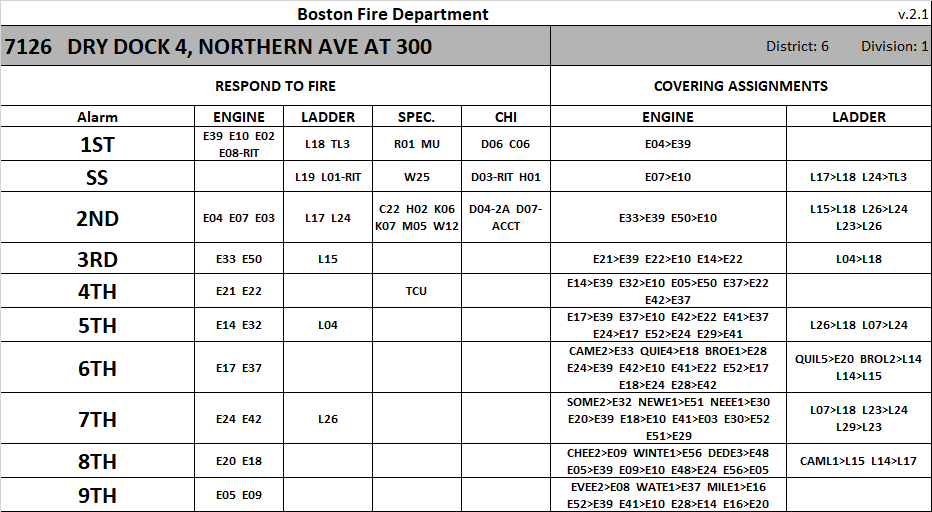 Boston Fire Department v.2.1
7126 DRY DOCK 4, NORTHERN AVE AT 300 District: 6 Division: 1
RESPOND TO FIRE COVERING ASSIGNMENTS
Alarm ENGINE LADDER SPEC. CHI ENGINE LADDER
1ST
E39 E10 E02
E08-RIT
L18 TL3
R01 MU
D06 C06
E04>E39
SS
L19 L01-RIT
W25
D03-RIT H01
E07>E10
L17>L18 L24>TL3
2ND
E04 E07 E03
L17 L24
C22 H02 K06
K07 M05 W12
D04-2A D07-
ACCT
E33>E39 E50>E10
L15>L18 L26>L24
L23>L26
3RD
E33 E50
L15
E21>E39 E22>E10 E14>E22
L04>L18
4TH
E21 E22
TCU
E14>E39 E32>E10 E05>E50 E37>E22
E42>E37
5TH
E14 E32
L04
E17>E39 E37>E10 E42>E22 E41>E37
E24>E17 E52>E24 E29>E41
L26>L18 L07>L24
6TH
E17 E37
CAME2>E33 QUIE4>E18 BROE1>E28
E24>E39 E42>E10 E41>E22 E52>E17
E18>E24 E28>E42
QUIL5>E20 BROL2>L14
L14>L15
7TH
E24 E42
L26
SOME2>E32 NEWE1>E51 NEEE1>E30
E20>E39 E18>E10 E41>E03 E30>E52
E51>E29
L07>L18 L23>L24
L29>L23
8TH
E20 E18
CHEE2>E09 WINTE1>E56 DEDE3>E48
E05>E39 E09>E10 E48>E24 E56>E05
CAML1>L15 L14>L17
9TH
E05 E09
EVEE2>E08 WATE1>E37 MILE1>E16
E52>E39 E41>E10 E28>E14 E16>E20